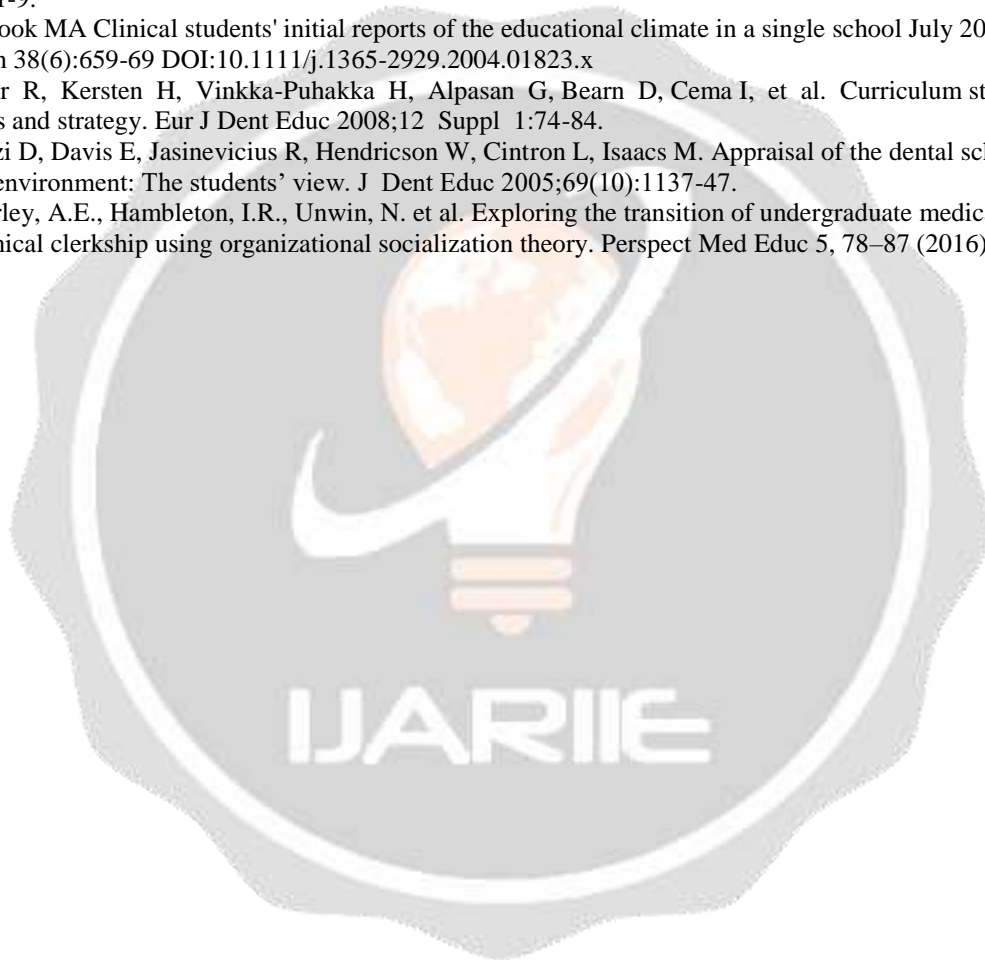 -9.
ook MA Clinical students' initial reports of the educational climate in a single school July 20
n 38(6):659-69 DOI:10.1111/j.1365-2929.2004.01823.x
r R, Kersten H, Vinkka-Puhakka H, Alpasan G, Bearn D, Cema I, et al. Curriculum st
s and strategy. Eur J Dent Educ 2008;12 Suppl 1:74-84.
zi D, Davis E, Jasinevicius R, Hendricson W, Cintron L, Isaacs M. Appraisal of the dental scl
environment: The students’ view. J Dent Educ 2005;69(10):1137-47.
rley, A.E., Hambleton, I.R., Unwin, N. et al. Exploring the transition of undergraduate medic
nical clerkship using organizational socialization theory. Perspect Med Educ 5, 78–87 (2016)
IJARIIE